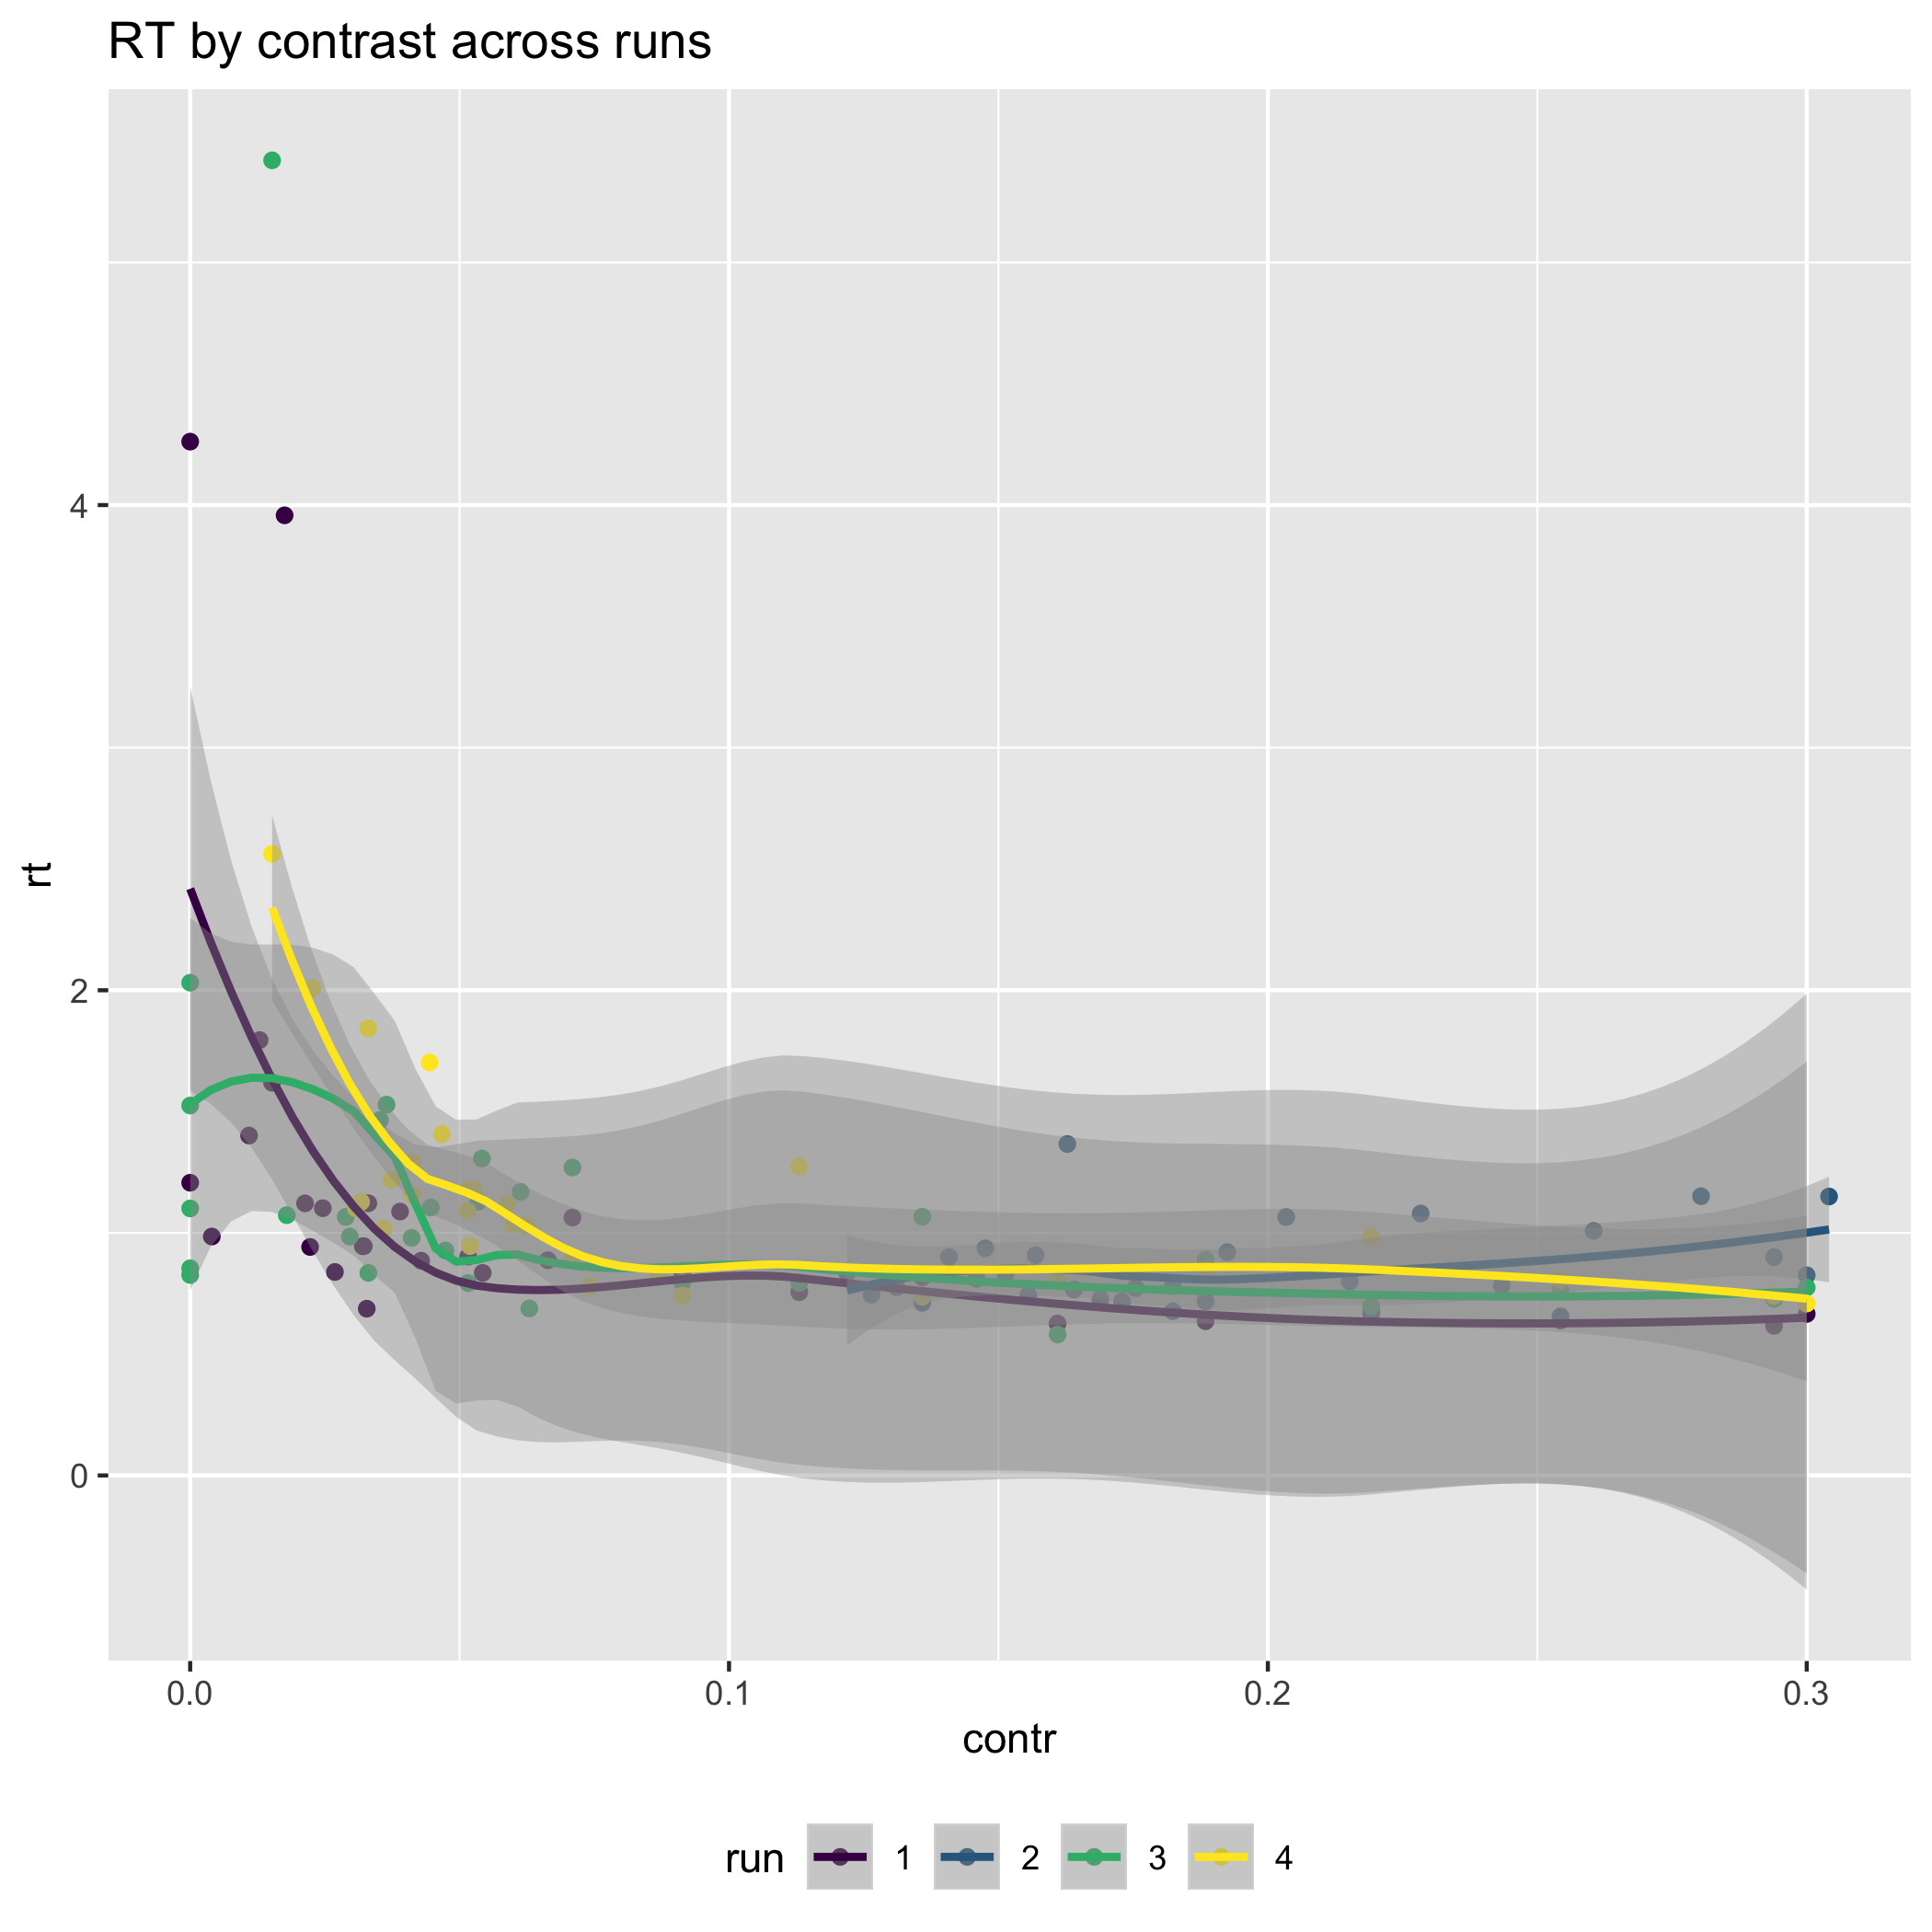 RT by contrast across runs
rt
4
2
0
0.0 0.1 0.2 0.3
contr
run 1 2 3 4